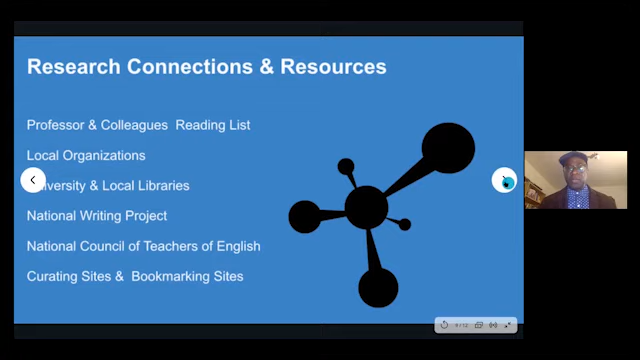 Research Connections & Resources
Professor & Colleagues Reading List
Local Organizations
& Local Libraries
National Writing Project
National Council of Teachers of English
Curating Sites & Bookmarking Sites